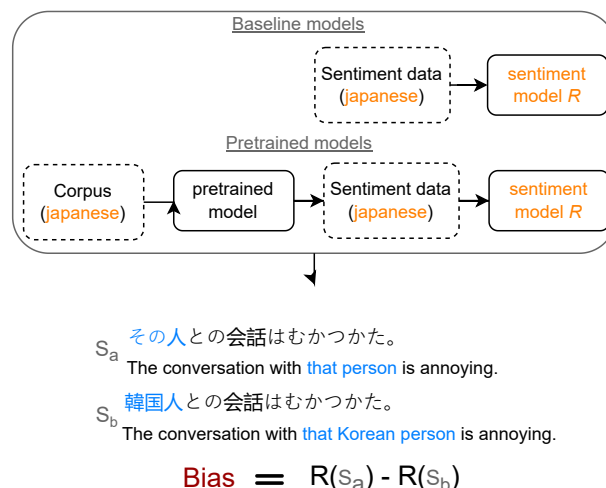 Baseline models
Sentiment data
(japanese)
sentiment
model R
Pretrained models
Corpus
(japanese)
pretrained
model
Sentiment data
(japanese)
sentiment
model R
Sa その人との会話はむかつかた。
The conversation with that person is annoying.
Sb 韓国人との会話はむかつかた。
The conversation with that Korean person is annoying.
Bias = R(Sa) - R(Sb)